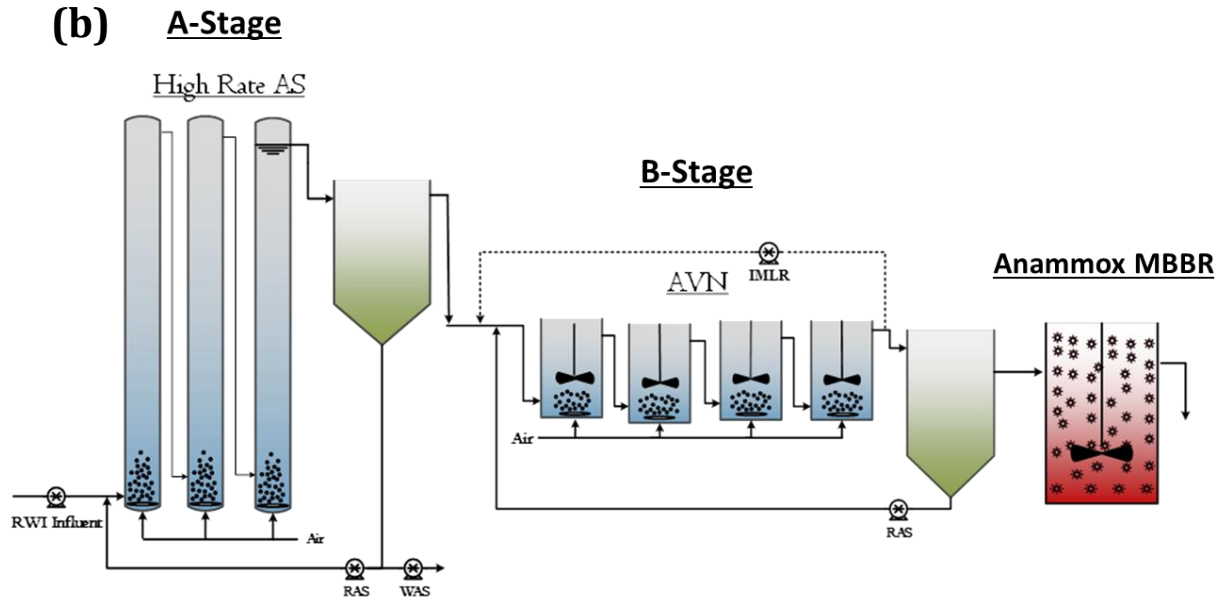 (b)
A-Stage
High Rate AS
B-Stage
IMLR
AVN
Anammox MBBR
Air
RWI Influent
Air
RAS
RAS
WAS